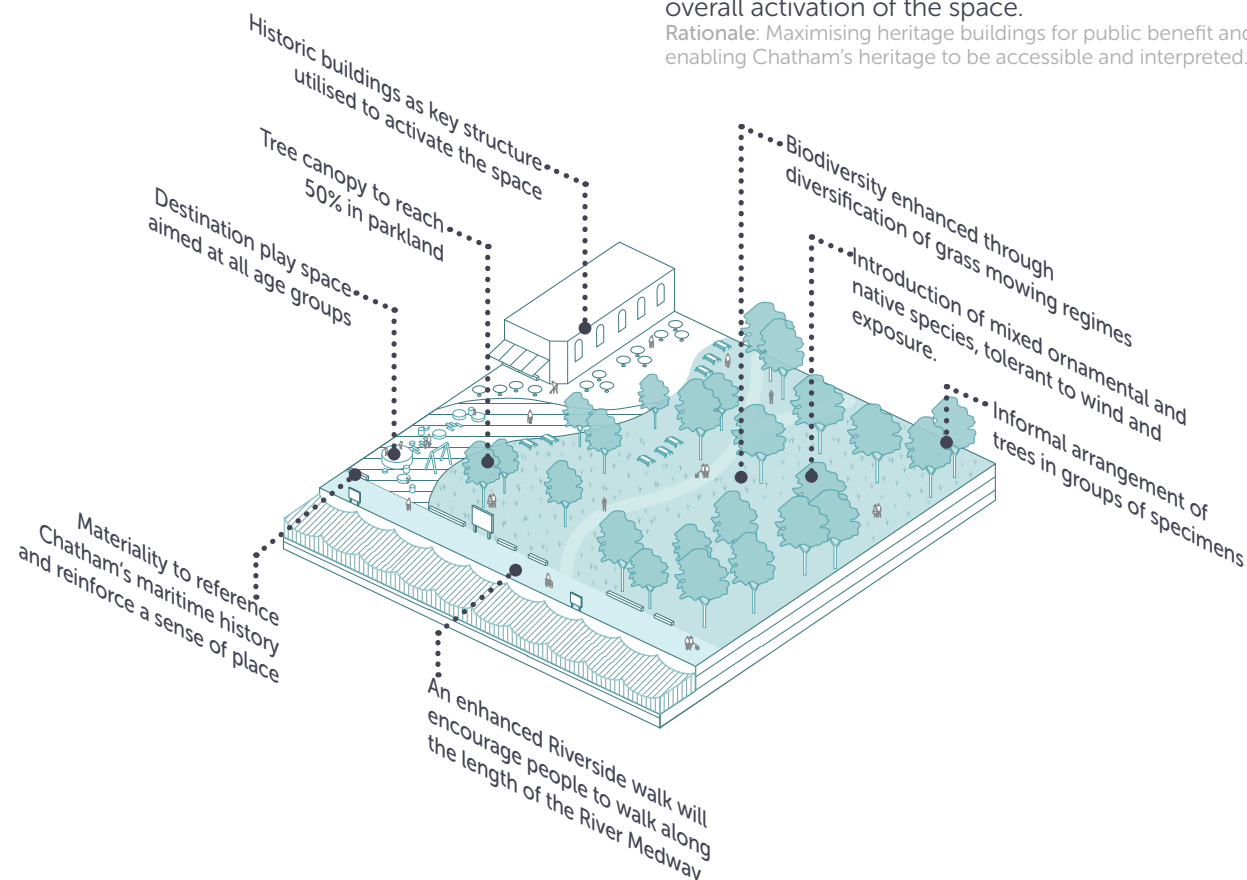 overall activation of the space.
Rationale: Maximising heritage buildings for public benefit and
enabling Chatham's heritage to be accessible and interpreted.
Historic buildings as key structure
utilised to activate the space
Tree canopy to reach
50% in parkland
Destination play space
aimed at all age groups
Biodiversity enhanced through
diversification of grass mowing regimes
Introduction of mixed ornamental and
native species, tolerant to wind and
exposure.
Informal arrangement of
trees in groups of specimens
Materiality to reference
Chatham's maritime history
and reinforce a sense of place
An enhanced Riverside walk will
encourage people to walk along
the length of the River Medway